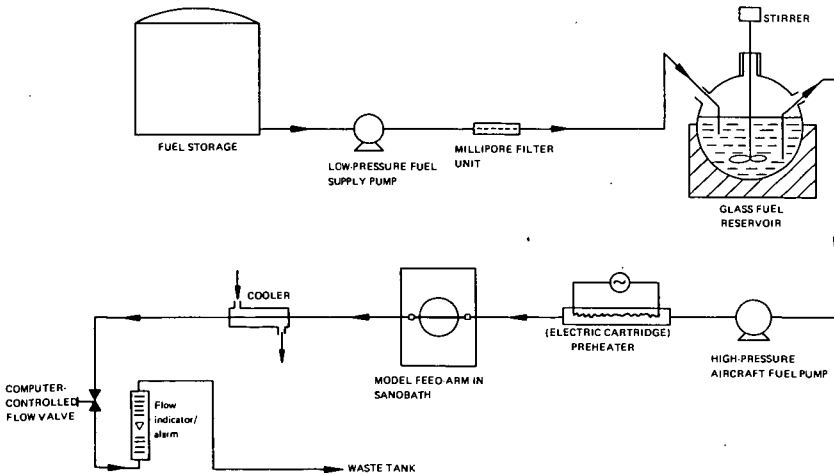 STIRRER
FUEL STORAGE
LOW-PRESSURE FUEL
SUPPLY PUMP
MILLIPORE FILTER
UNIT
GLASS FUEL
RESERVOIR
COOLER
MODEL FEED-ARM IN
SANOBATH
(ELECTRIC CARTRIDGE)
PREHEATER
HIGH-PRESSURE
AIRCRAFT FUEL PUMP
COMPUTER-
CONTROLLED
FLOW VALVE
Flow
indicator/
alarm
WASTE TANK